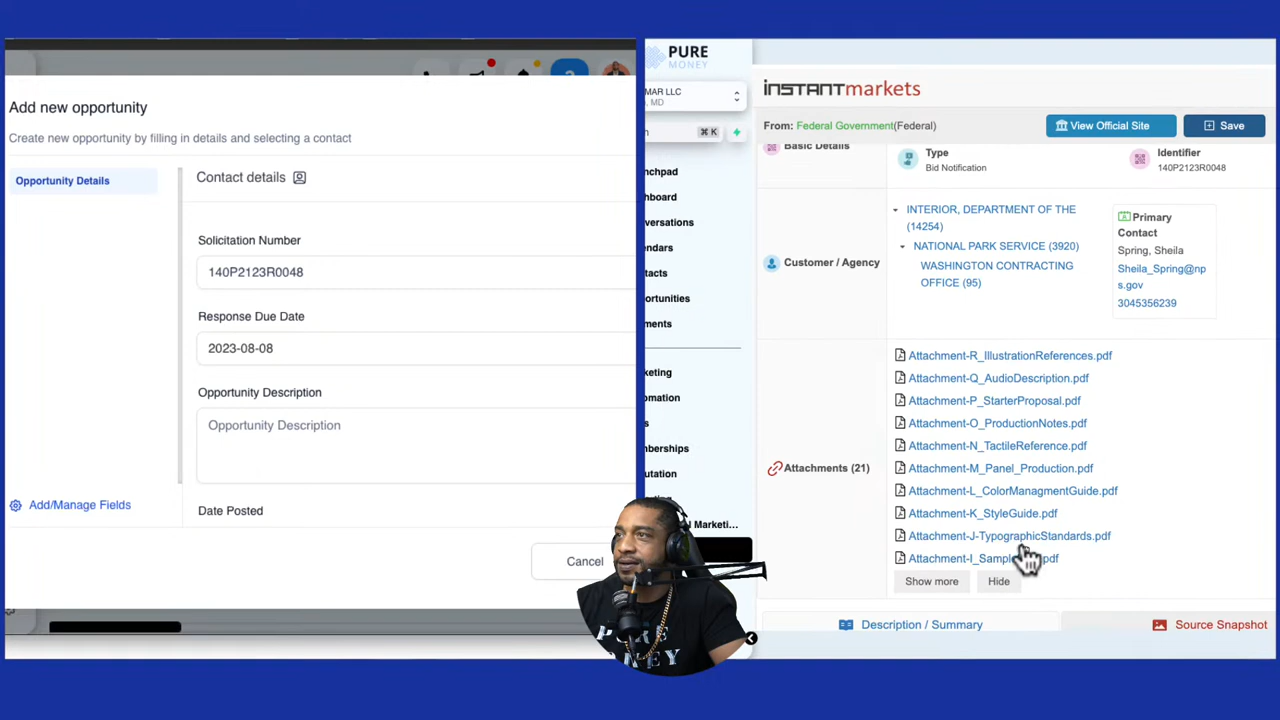 Add new opportunity
Create new opportunity by filling in details and selecting a contact
Opportunity Details
Contact details
Solicitation Number
140P2123R0048
Response Due Date
2023-08-08
Opportunity Description
Opportunity Description
Add/Manage Fields
Date Posted
Cancel
PURE
MONEY
MAR LLC
, MD
⌘ K
nchpad
hboard
versations
endars
tacts
ortunities
ments
keting
omation
s
mberships
utation
l Marketi...
INSTANTmarkets
From: Federal Government(Federal)
View Official Site
Save
Basic Details
Type
Bid Notification
Identifier
140P2123R0048
Customer / Agency
INTERIOR, DEPARTMENT OF THE
(14254)
NATIONAL PARK SERVICE (3920)
WASHINGTON CONTRACTING
OFFICE (95)
Primary
Contact
Spring, Sheila
Sheila_Spring@np
s.gov
3045356239
Attachments (21)
Attachment-R_IllustrationReferences.pdf
Attachment-Q_AudioDescription.pdf
Attachment-P_StarterProposal.pdf
Attachment-O_ProductionNotes.pdf
Attachment-N_TactileReference.pdf
Attachment-M_Panel_Production.pdf
Attachment-L_ColorManagmentGuide.pdf
Attachment-K_StyleGuide.pdf
Attachment-J-TypographicStandards.pdf
Show more
Hide
Description / Summary
Source Snapshot